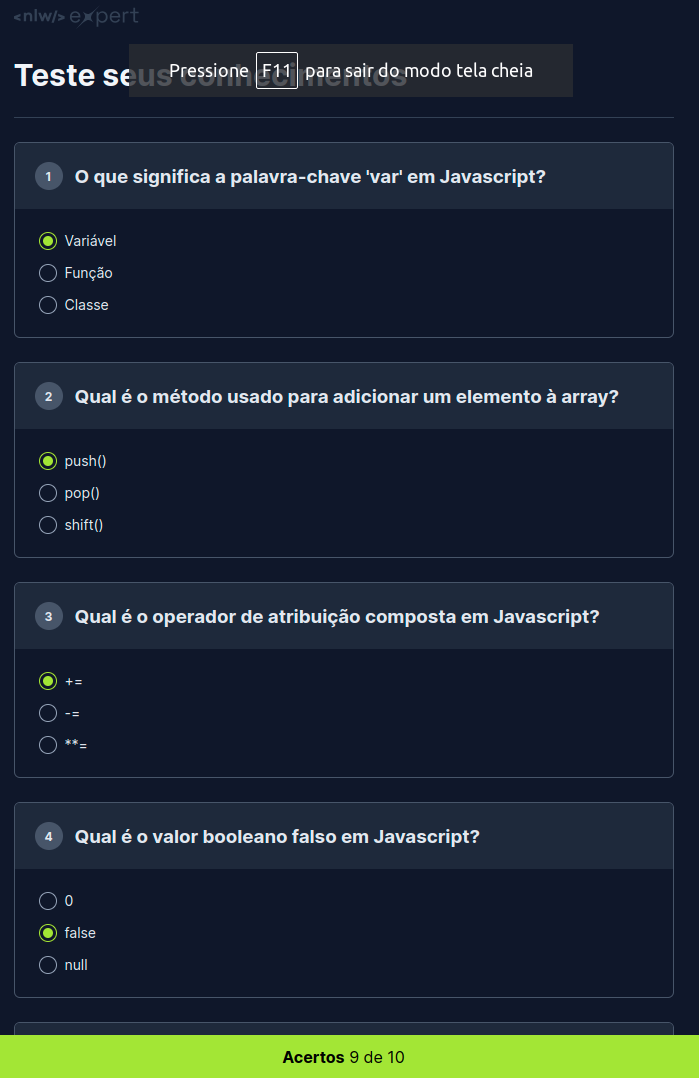 <nlw/> expert
Pressione F11 para sair do modo tela cheia
Teste seus conhecimentos
1 O que significa a palavra-chave 'var' em Javascript?
Variável
Função
Classe
2 Qual é o método usado para adicionar um elemento à array?
push()
pop()
shift()
3 Qual é o operador de atribuição composta em Javascript?
+=
-=
**=
4 Qual é o valor booleano falso em Javascript?
0
false
null
Acertos 9 de 10